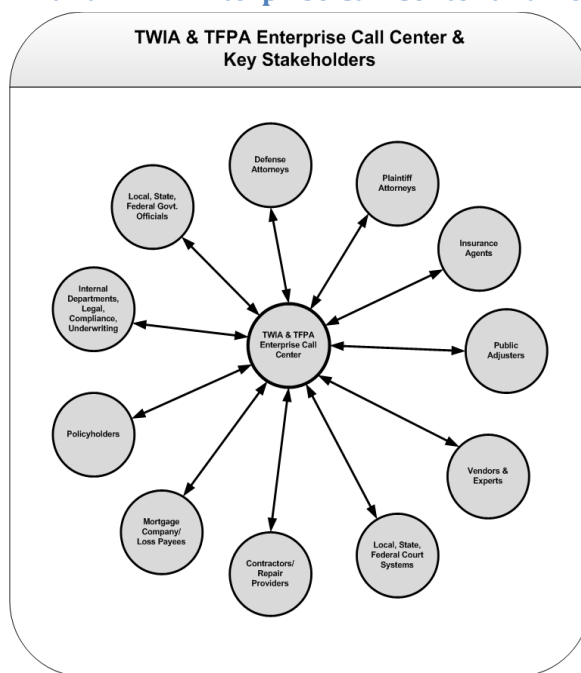 TWIA & TFPA Enterprise Call Center &
Key Stakeholders
Defense
Attorneys
Plaintiff
Attorneys
Local, State,
Federal Govt.
Officials
Insurance
Agents
Internal
Departments,
Legal,
Compliance,
Underwriting
TWIA & TFPA
Enterprise Call
Center
Public
Adjusters
Policyholders
Vendors &
Experts
Mortgage
Company/
Loss Payees
Contractors/
Repair
Providers
Local, State,
Federal Court
Systems